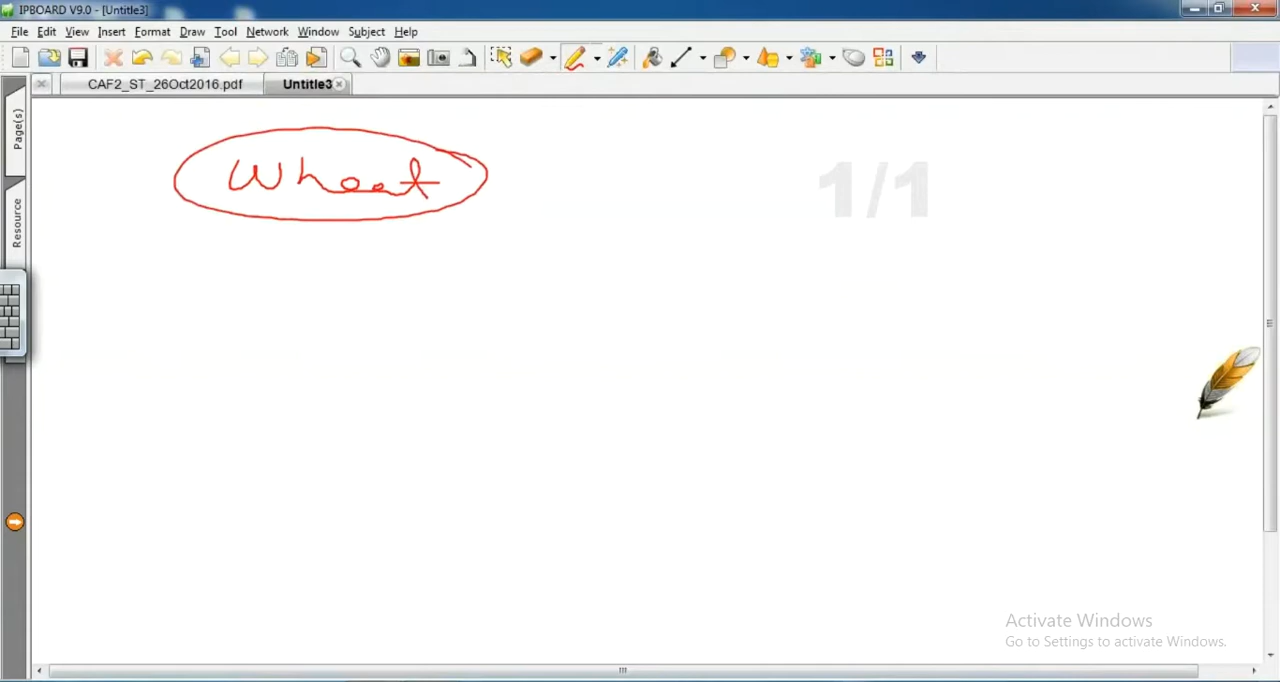 IPBOARD V9.0 - [Untitle3]
File Edit View Insert Format Draw Tool Network Window Subject Help
CAF2_ST_26Oct2016.pdf Untitle3
Page(s)
Resource
Wheat
1/1
Activate Windows
Go to Settings to activate Windows.